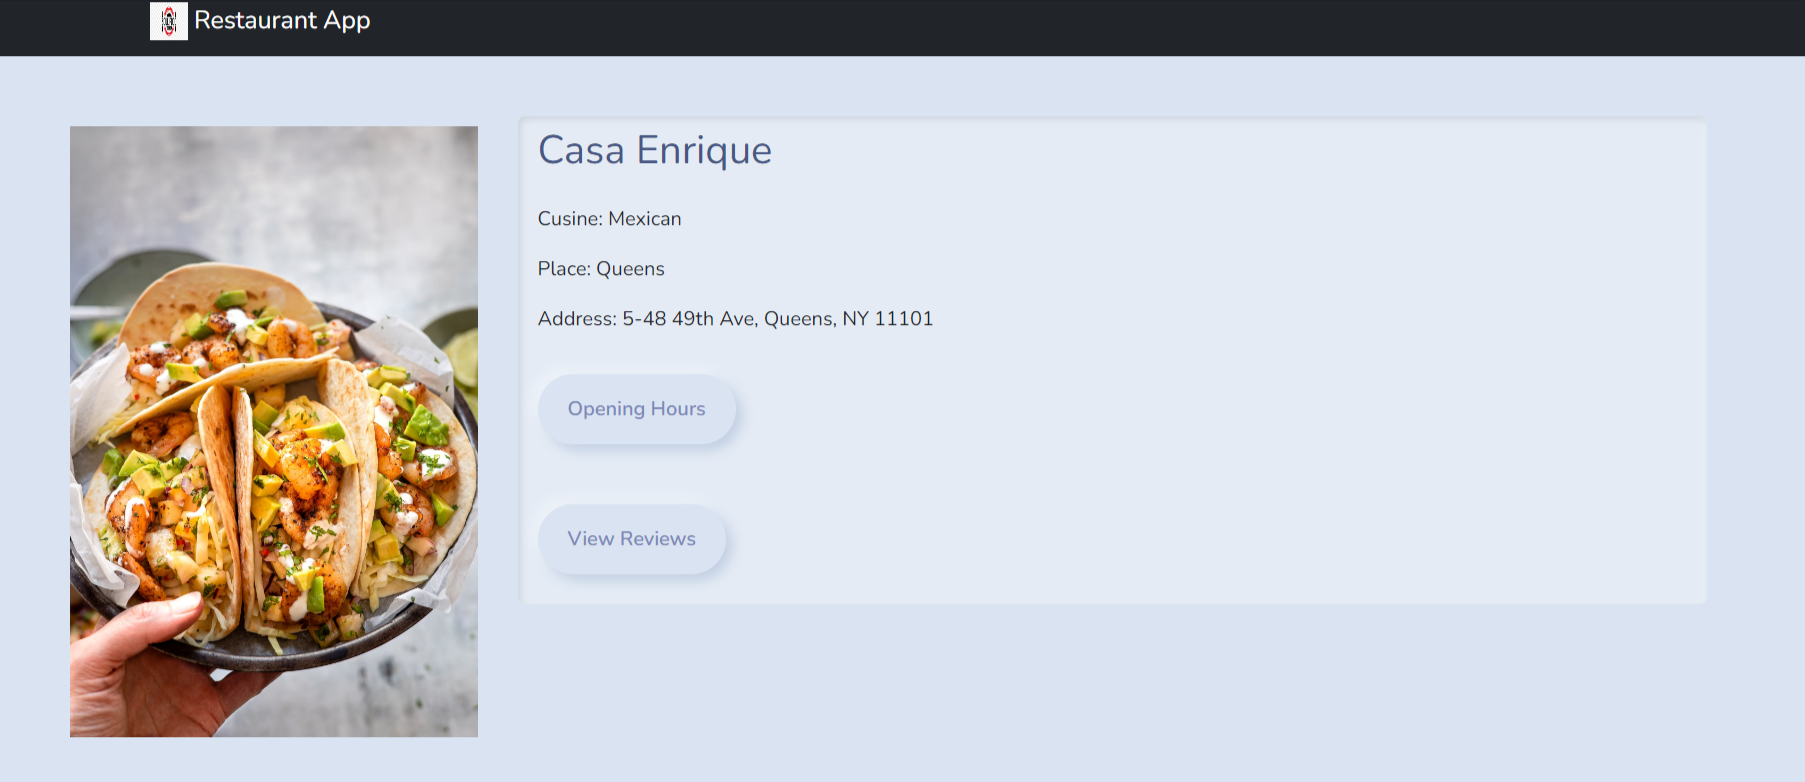 Restaurant App
Casa Enrique
Cusine: Mexican
Place: Queens
Address: 5-48 49th Ave, Queens, NY 11101
Opening Hours
View Reviews